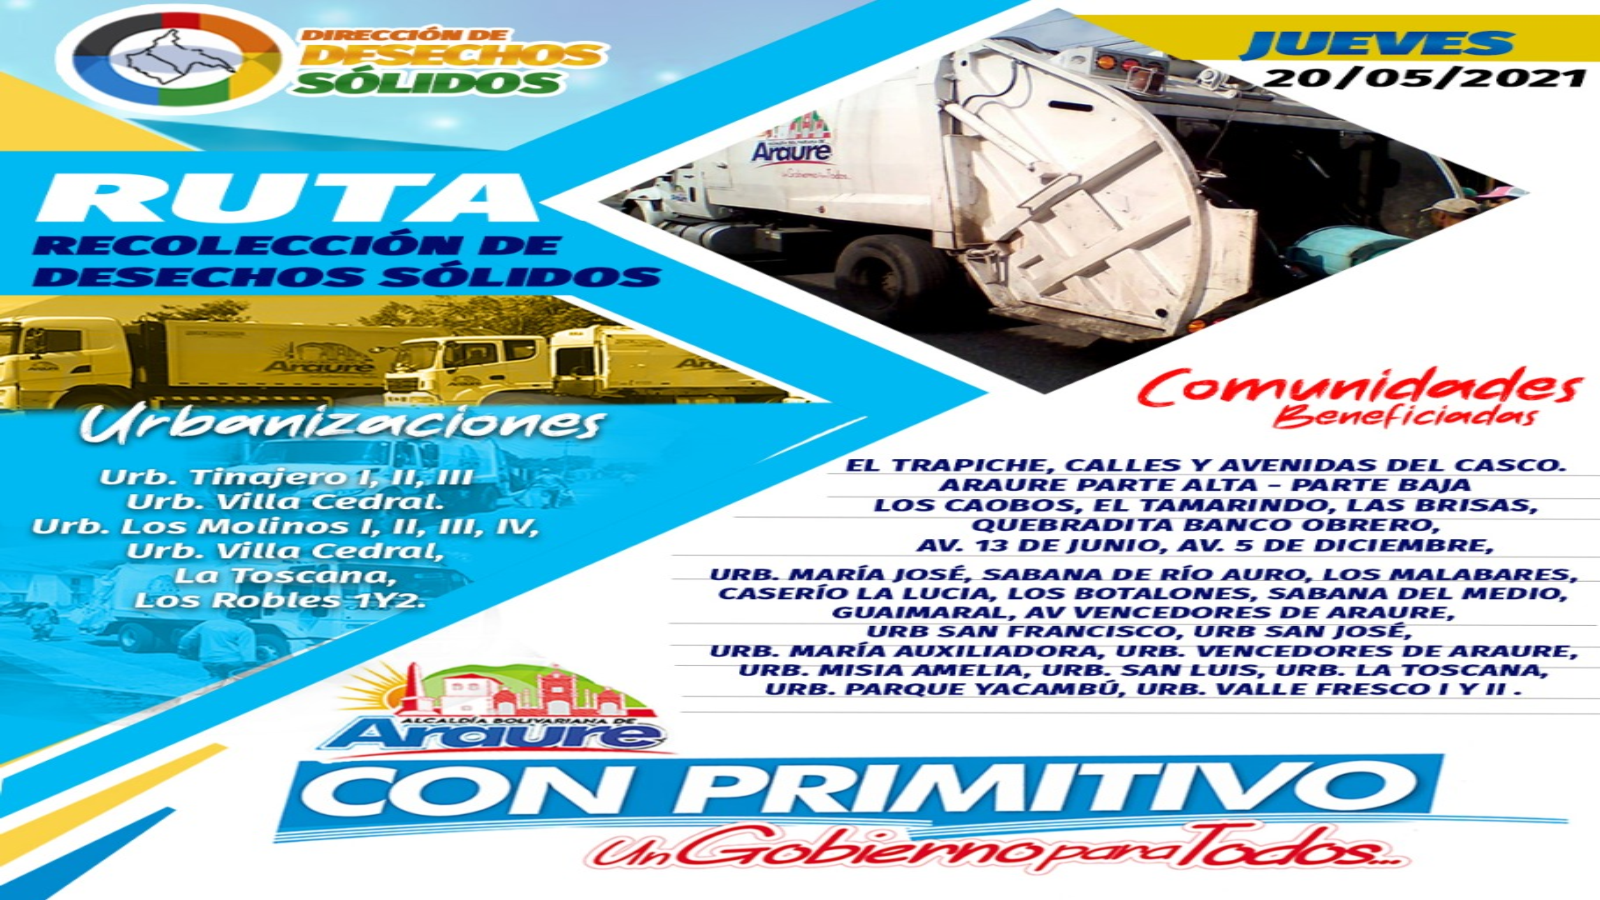 DIRECCIÓN DE
DESECHOS
SÓLIDOS
JUEVES
20/05/2021
RUTA
RECOLECCIÓN DE
DESECHOS SÓLIDOS
Araure
un Gobierno para Todos...
Araure
Urbanizaciones
Urb. Tinajero I, II, III
Urb. Villa Cedral.
Urb. Los Molinos I, II, III, IV,
Urb. Villa Cedral,
La Toscana,
Los Robles 1Y2.
Comunidades
Beneficiadas
EL TRAPICHE, CALLES Y AVENIDAS DEL CASCO.
ARAURE PARTE ALTA - PARTE BAJA
LOS CAOBOS, EL TAMARINDO, LAS BRISAS,
QUEBRADITA BANCO OBRERO,
AV. 13 DE JUNIO, AV. 5 DE DICIEMBRE,
URB. MARÍA JOSÉ, SABANA DE RÍO AURO, LOS MALABARES,
CASERÍO LA LUCIA, LOS BOTALONES, SABANA DEL MEDIO,
GUAIMARAL, AV VENCEDORES DE ARAURE,
URB SAN FRANCISCO, URB SAN JOSÉ,
URB. MARÍA AUXILIADORA, URB. VENCEDORES DE ARAURE,
URB. MISIA AMELIA, URB. SAN LUIS, URB. LA TOSCANA,
URB. PARQUE YACAMBÚ, URB. VALLE FRESCO I Y II .
ALCALDÍA BOLIVARIANA DE
Araure
CON PRIMITIVO
Un Gobierno para Todos...